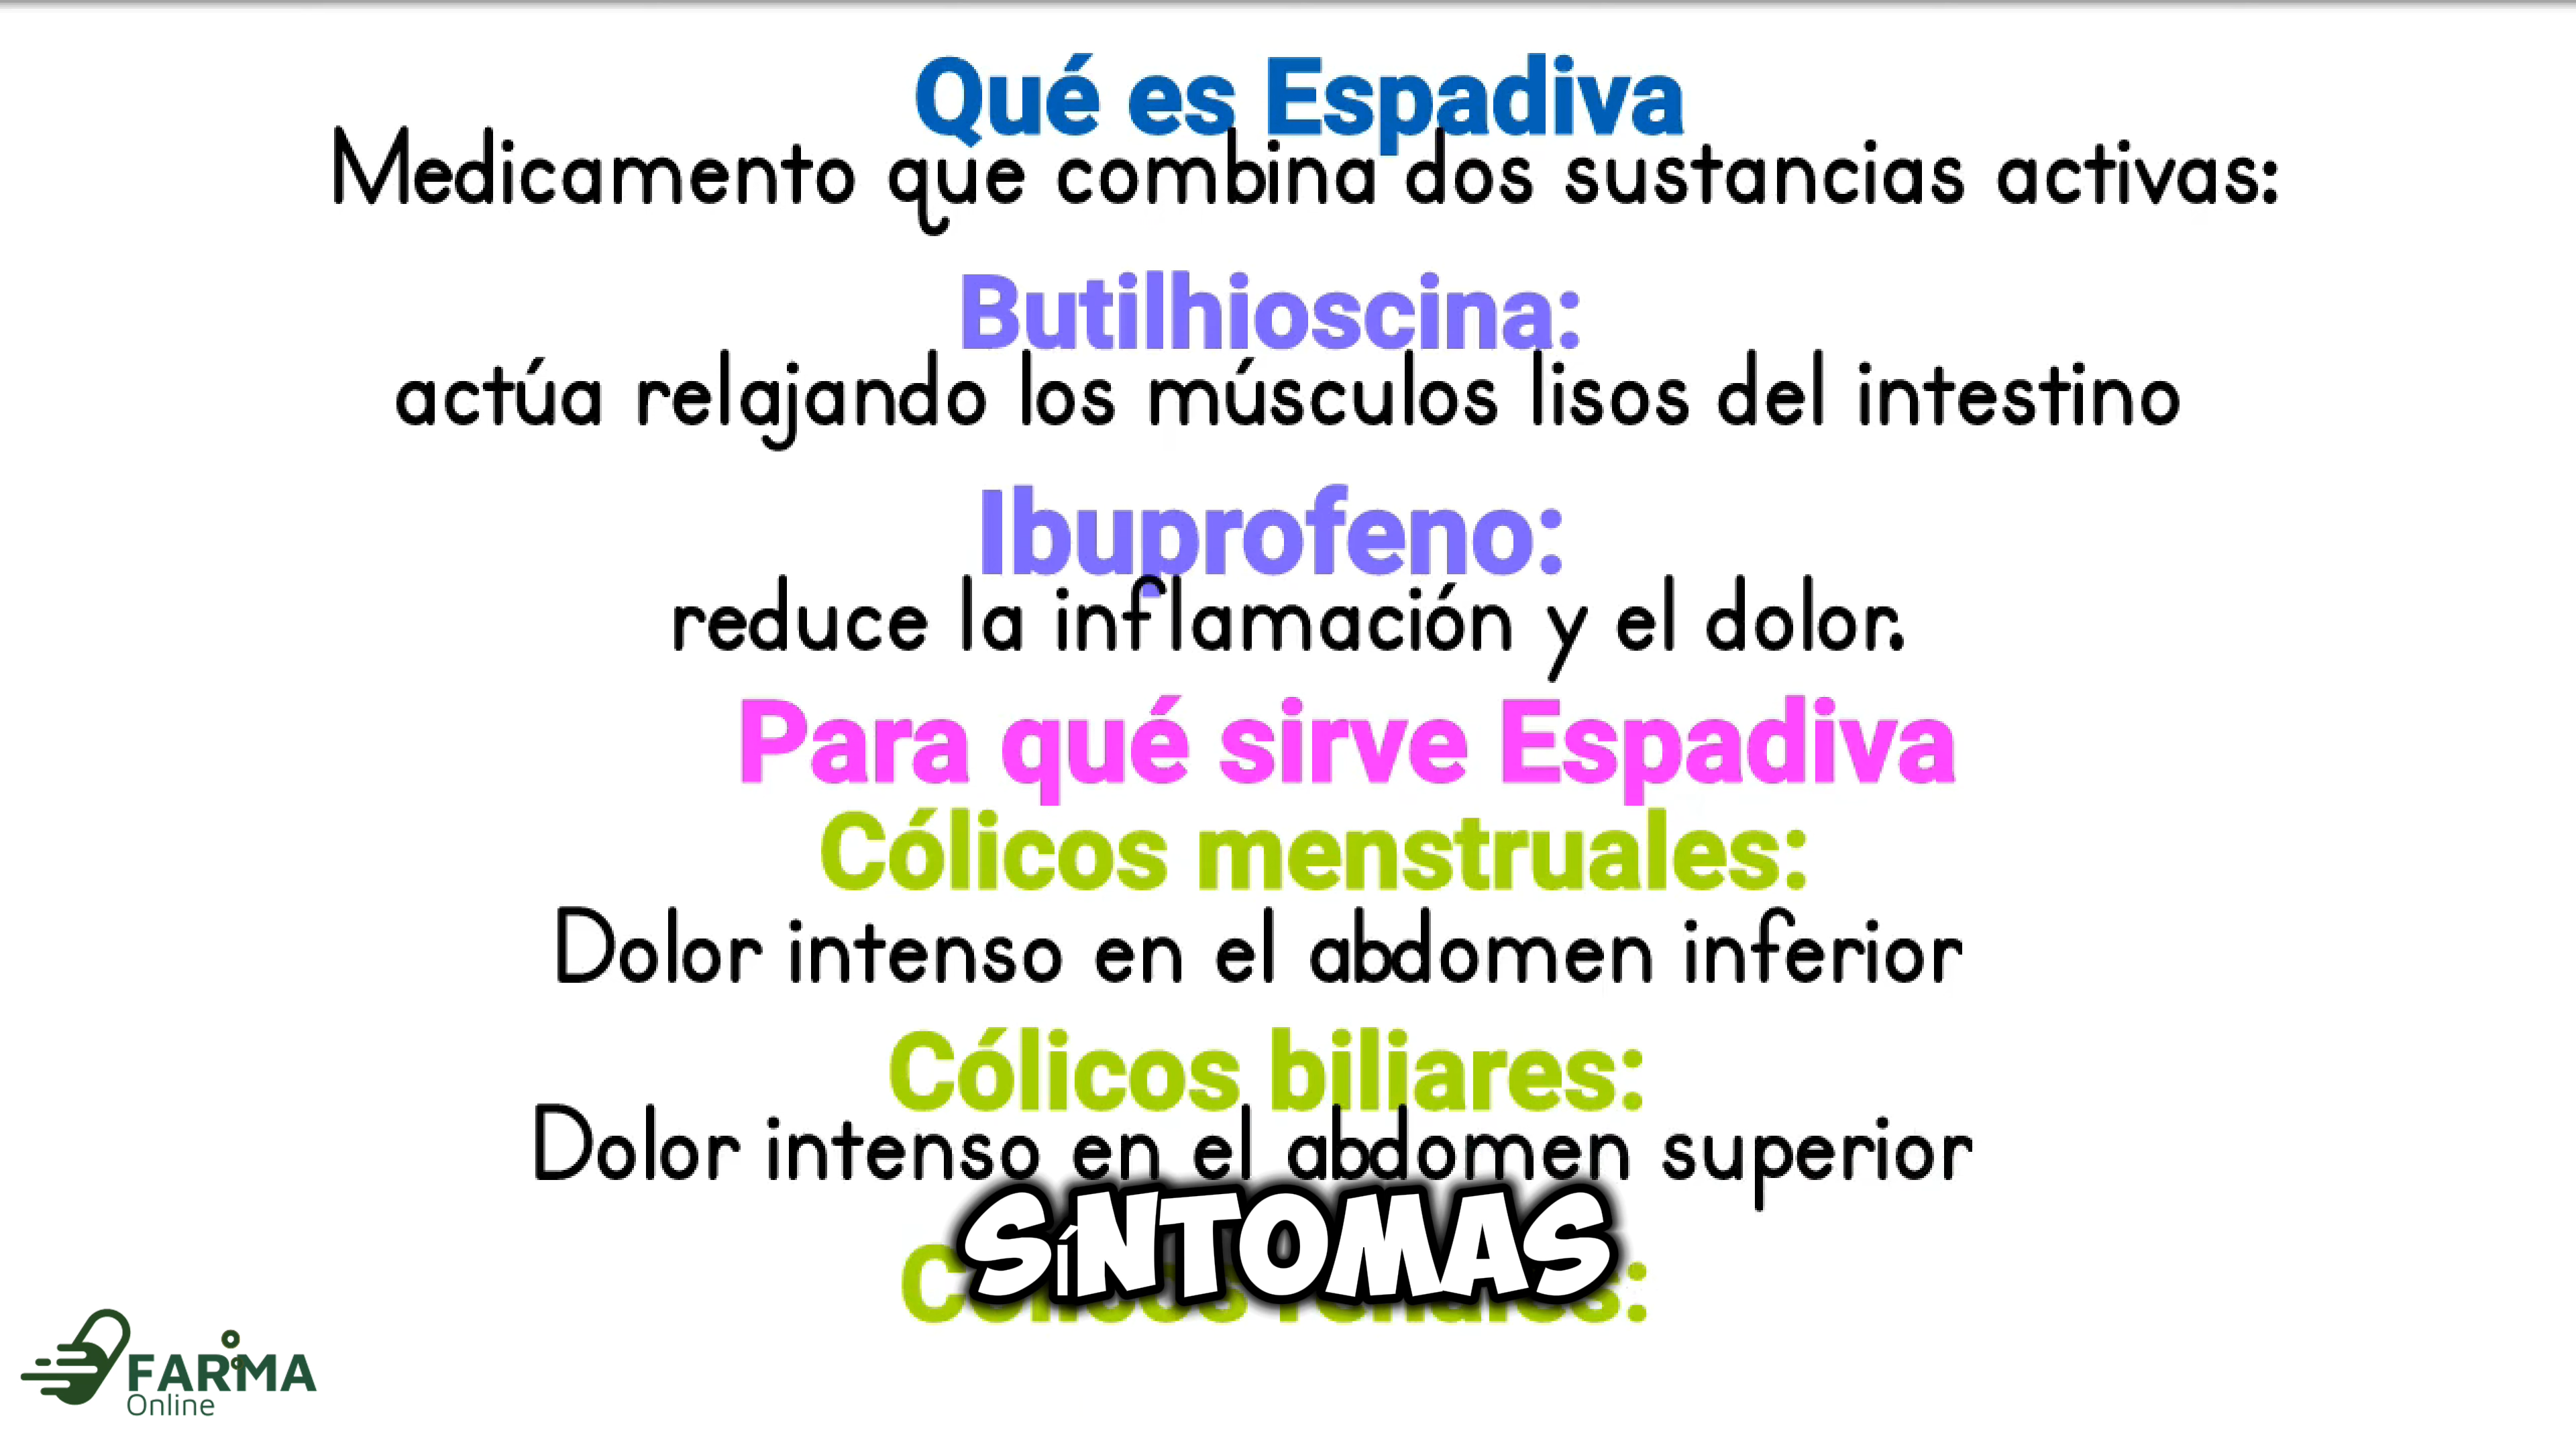 Qué es Espadiva
Medicamento que combina dos sustancias activas:
Butilhioscina:
actúa relajando los músculos lisos del intestino
Ibuprofeno:
reduce la inflamación y el dolor.
Para qué sirve Espadiva
Cólicos menstruales:
Dolor intenso en el abdomen inferior
Cólicos biliares:
Dolor intenso en el abdomen superior
SÍNTOMAS
FARMA
Online